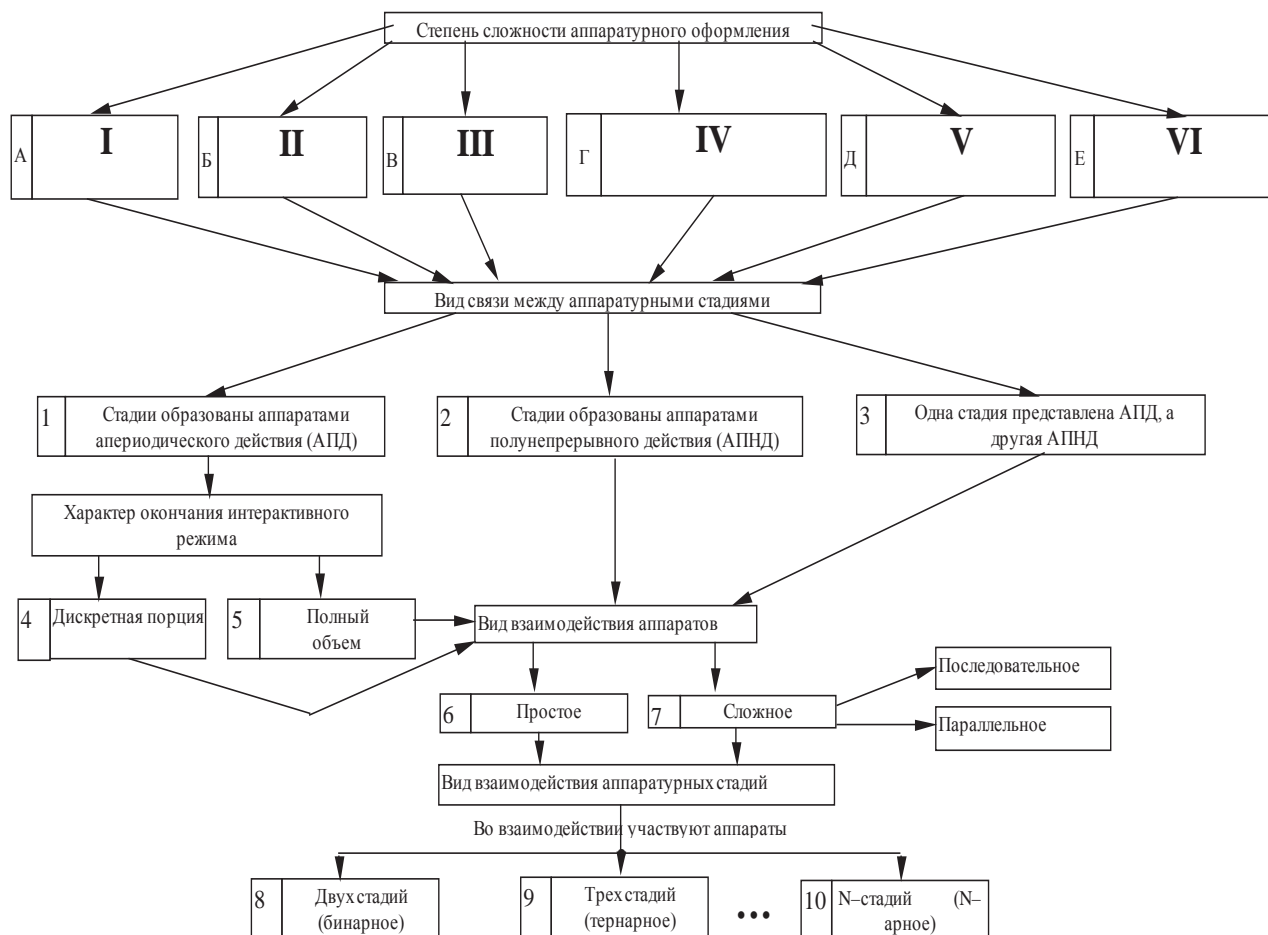 Степень сложности аппаратурного оформления
А
I
Б
II
В
III
Г
IV
Д
V
Е
VI
Вид связи между аппаратурными стадиями
1
Стадии образованы аппаратами
апериодического действия (АПД)
2
Стадии образованы аппаратами
полунепрерывного действия (АПНД)
3
Одна стадия представлена АПД, а
другая АПНД
Характер окончания интерактивного
режима
4
Дискретная порция
5
Полный
объем
Вид взаимодействия аппаратов
Последовательное
6
Простое
7
Сложное
Параллельное
Вид взаимодействия аппаратурных стадий
Во взаимодействии участвуют аппараты
8
Двух стадий
(бинарное)
9
Трех стадий
(тернарное)
...
10
N–стадий (N–
арное)